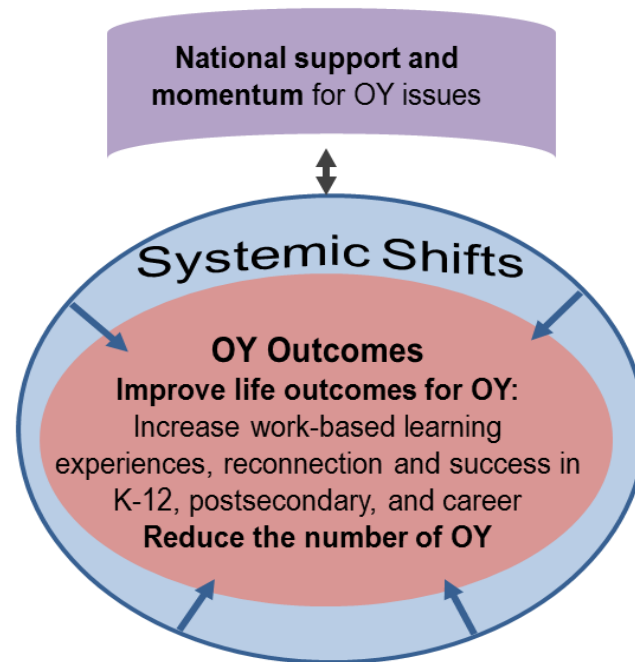 National support and
momentum for OY issues
Systemic Shifts
OY Outcomes
Improve life outcomes for OY:
Increase work-based learning
experiences, reconnection and success in
K-12, postsecondary, and career
Reduce the number of OY